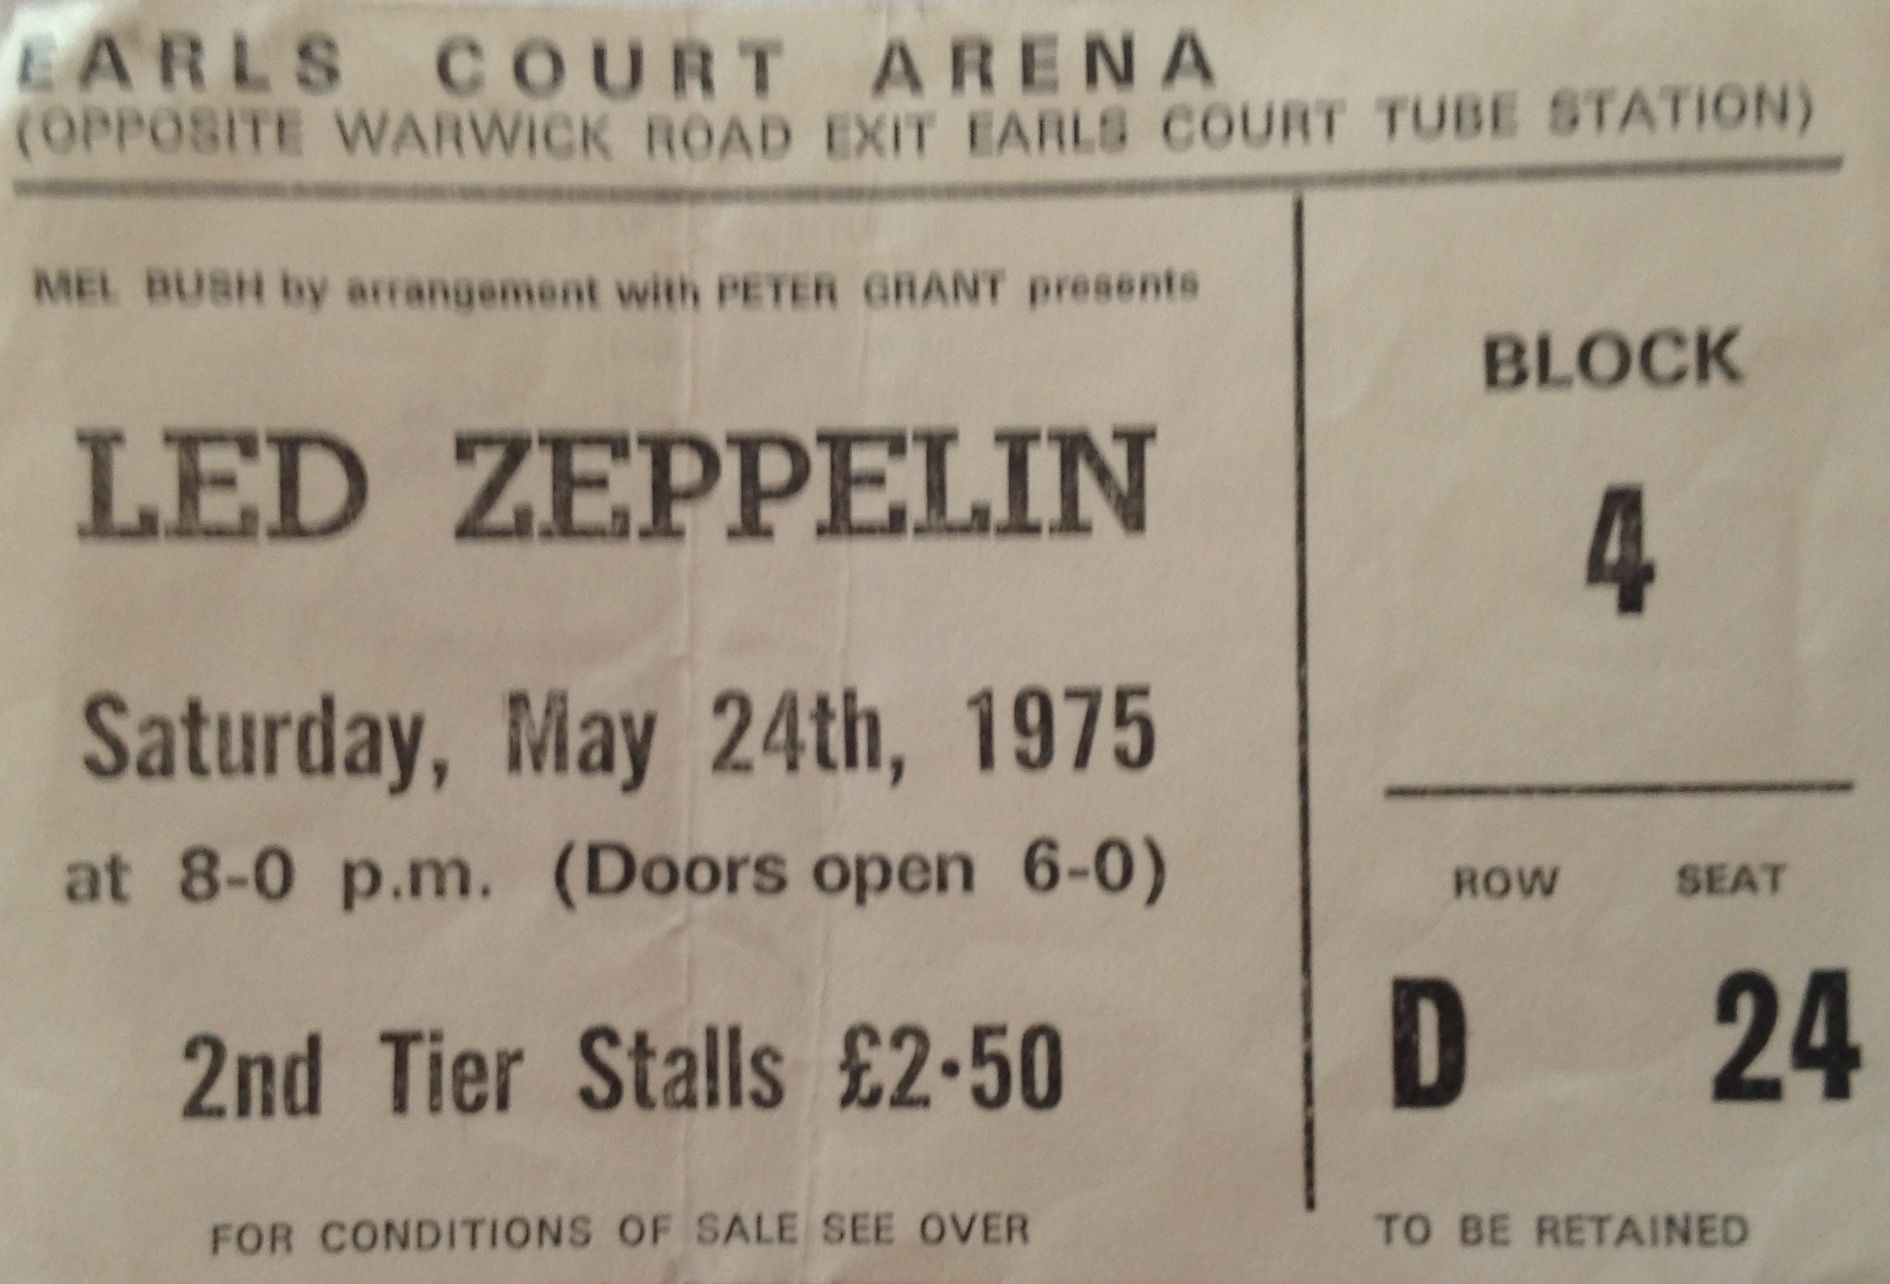 EARLS COURT ARENA
(OPPOSITE WARWICK ROAD EXIT EARLS COURT TUBE STATION)
MEL BUSH by arrangement with PETER GRANT presents
LED ZEPPELIN
Saturday, May 24th, 1975
at 8-0 p.m. (Doors open 6-0)
2nd Tier Stalls £2·50
FOR CONDITIONS OF SALE SEE OVER
BLOCK
4
ROW SEAT
D 24
TO BE RETAINED